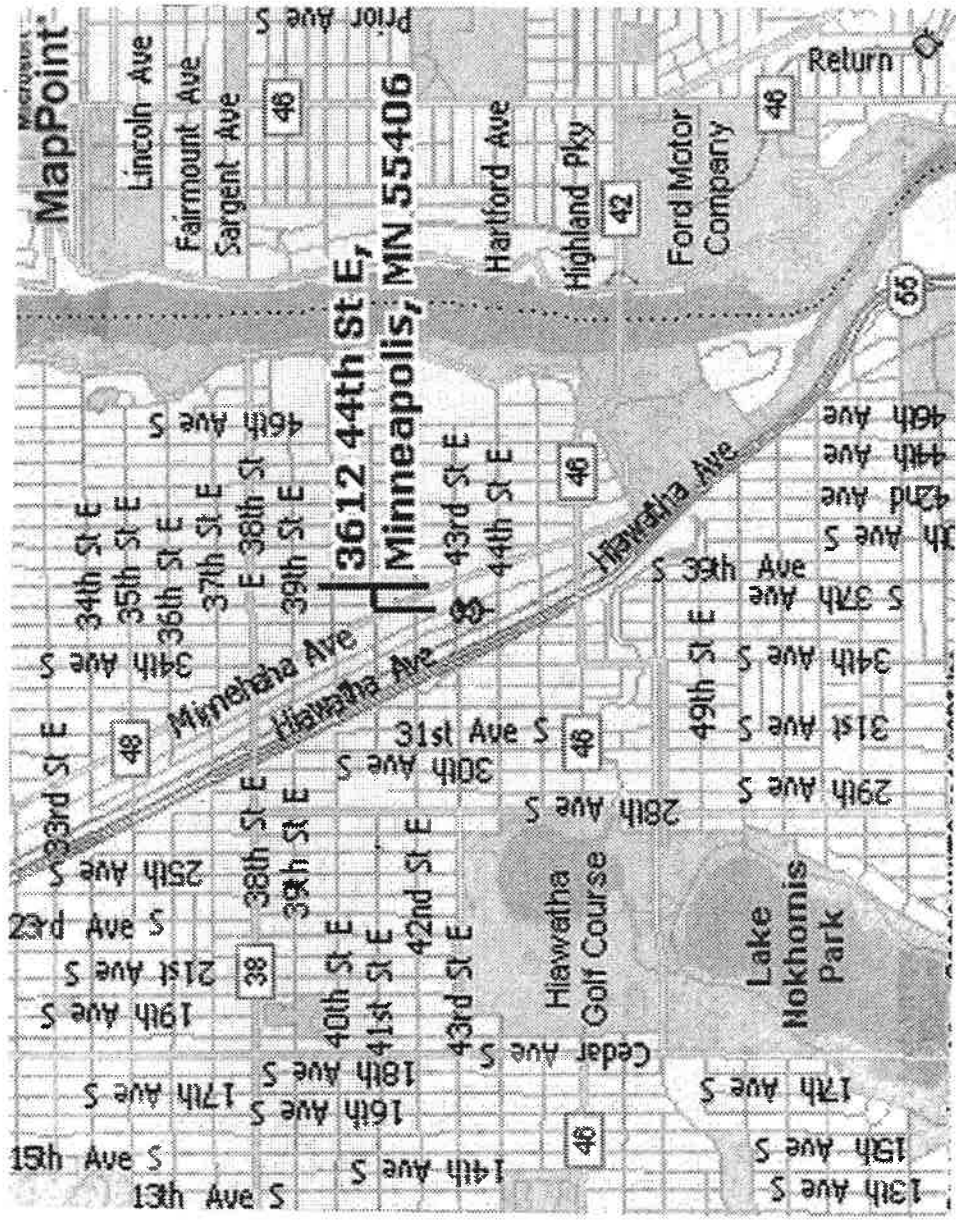 MapPoint
Lincoln Ave
Fairmount Ave
Sargent Ave
46
Prior Ave S
3612 44th St E,
Minneapolis, MN 55406
Hartford Ave
Highland Pky
42
Ford Motor
Company
46
Return
55
46th Ave S
34th St E
35th St E
36th St E
37th St E
E 38th St E
39th St E
43rd St E
44th St E
46
Hiawatha Ave
46th Ave
44th Ave
42nd Ave
S 39th Ave
S 37th Ave
34th Ave S
Minnehaha Ave
Hiawatha Ave
49th St E
34th Ave S
33rd St E
48
31st Ave S
30th Ave S
46
31st Ave S
29th Ave S
28th Ave S
25th Ave S
38th St E
39th St E
42nd St E
23rd Ave S
21st Ave S
19th Ave S
38
40th St E
41st St E
43rd St E
Hiawatha
Golf Course
Lake
Nokhomis
Park
Cedar Ave S
18th Ave S
17th Ave S
16th Ave S
17th Ave S
15th Ave S
14th Ave S
13th Ave S
46
15th Ave S
13th Ave S